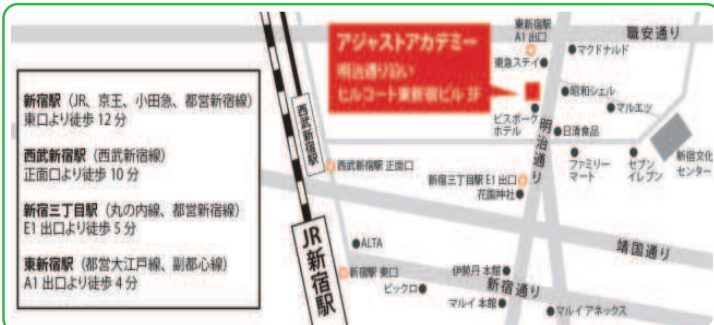 新宿駅（JR、京王、小田急、都営新宿線）
東口より徒歩 12 分
西武新宿駅（西武新宿線）
正面口より徒歩 10 分
新宿三丁目駅（丸の内線、都営新宿線）
E1 出口より徒歩 5 分
東新宿駅（都営大江戸線、副都心線）
A1 出口より徒歩 4 分
アジャストアカデミー
明治通り沿い
ヒルコート東新宿ビル 3F
東新宿駅
A1 出口
職安通り
東急ステイ
マクドナルド
昭和シェル
マルエツ
ビスポーク
ホテル
日清食品
明治通り
ファミリー
マート
セブン
イレブン
新宿文化
センター
西武新宿駅
西武新宿駅 正面口
新宿三丁目駅 E1 出口
花園神社
靖国通り
JR新宿駅
ALTA
新宿駅 東口
伊勢丹 本館
新宿通り
ビックロ
マルイ 本館
マルイ アネックス